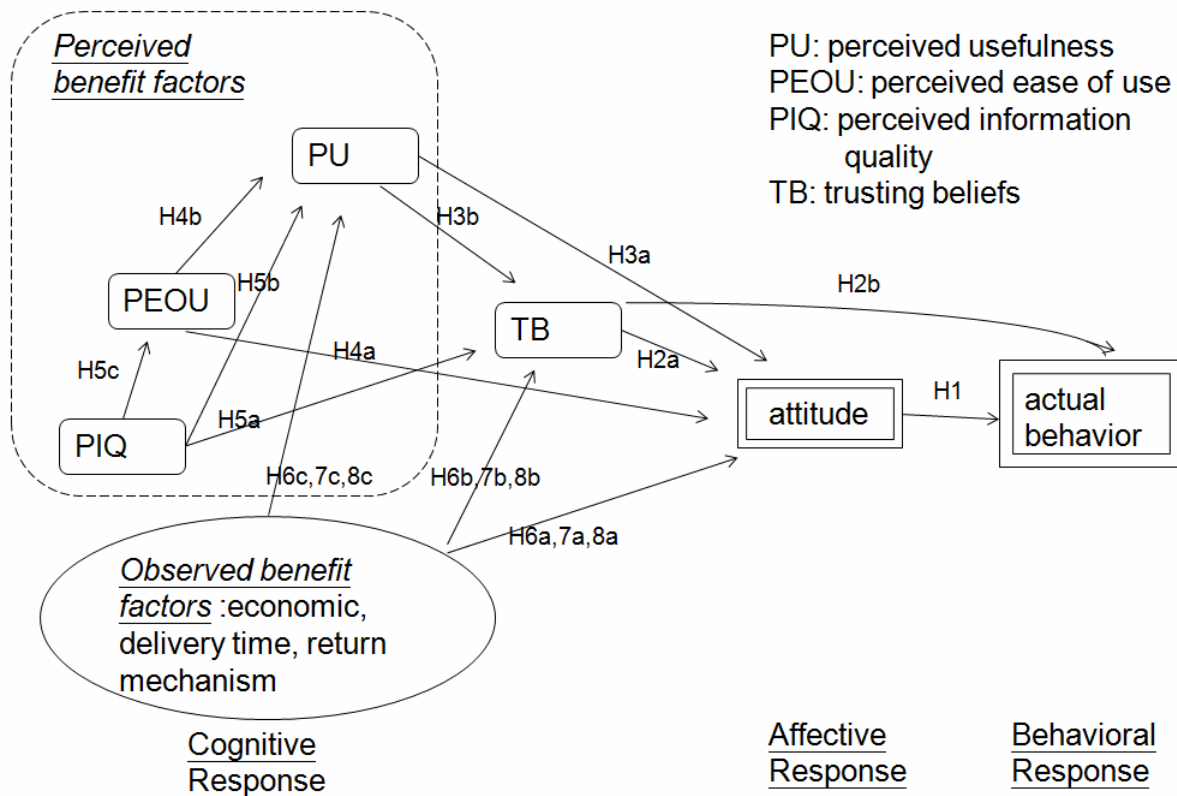 Perceived
benefit factors
PU: perceived usefulness
PEOU: perceived ease of use
PIQ: perceived information
quality
TB: trusting beliefs
PU
H4b
H3b
H3a
H5b
H2b
PEOU
TB
H4a
H2a
H5c
H1
attitude
actual
behavior
H5a
PIQ
H6c,7c,8c
H6b,7b,8b
H6a,7a,8a
Observed benefit
factors :economic,
delivery time, return
mechanism
Cognitive
Response
Affective
Response
Behavioral
Response